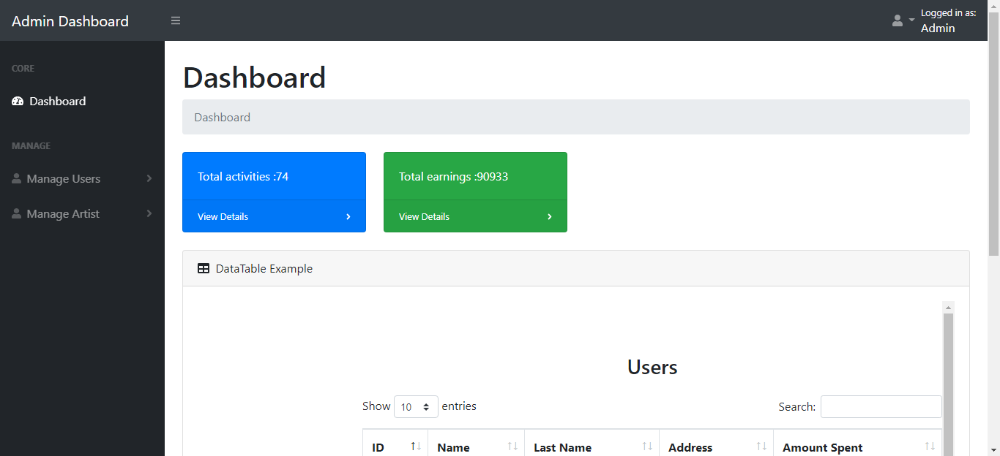 Admin Dashboard
Logged in as:
Admin
CORE
Dashboard
MANAGE
Manage Users
Manage Artist
Dashboard
Dashboard
Total activities :74
View Details
Total earnings :90933
View Details
DataTable Example
Users
Show 10 entries
Search:
ID Name Last Name Address Amount Spent